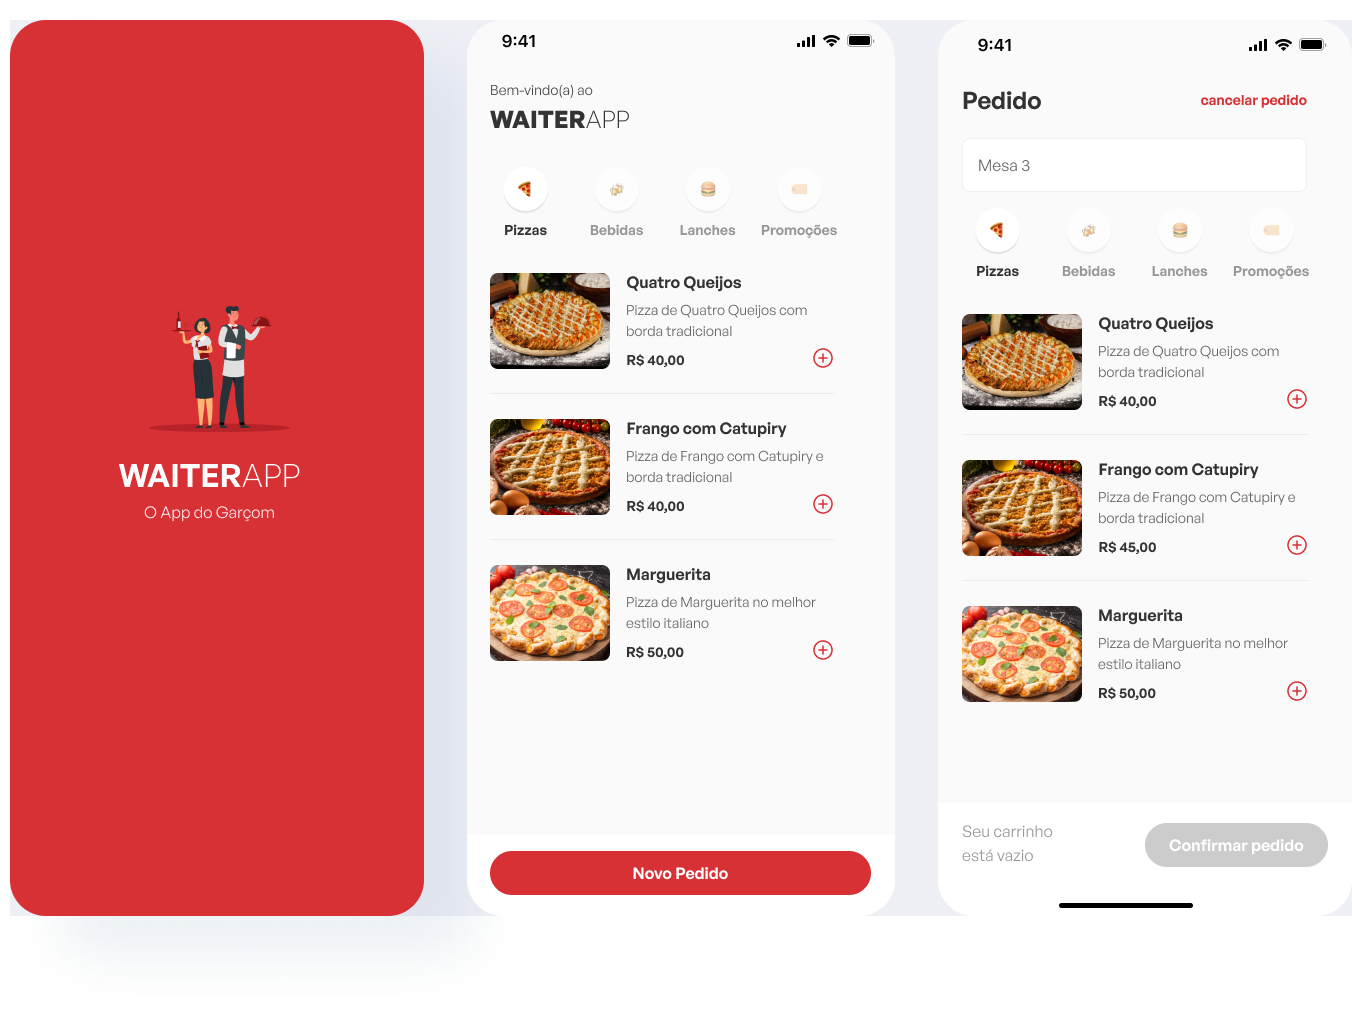 WAITERAPP
O App do Garçom
9:41
Bem-vindo(a) ao
WAITERAPP
Pizzas
Bebidas
Lanches
Promoções
Quatro Queijos
Pizza de Quatro Queijos com
borda tradicional
R$ 40,00
Frango com Catupiry
Pizza de Frango com Catupiry e
borda tradicional
R$ 40,00
Marguerita
Pizza de Marguerita no melhor
estilo italiano
R$ 50,00
Novo Pedido
9:41
Pedido
cancelar pedido
Mesa 3
Pizzas
Bebidas
Lanches
Promoções
Quatro Queijos
Pizza de Quatro Queijos com
borda tradicional
R$ 40,00
Frango com Catupiry
Pizza de Frango com Catupiry e
borda tradicional
R$ 45,00
Marguerita
Pizza de Marguerita no melhor
estilo italiano
R$ 50,00
Seu carrinho
está vazio
Confirmar pedido